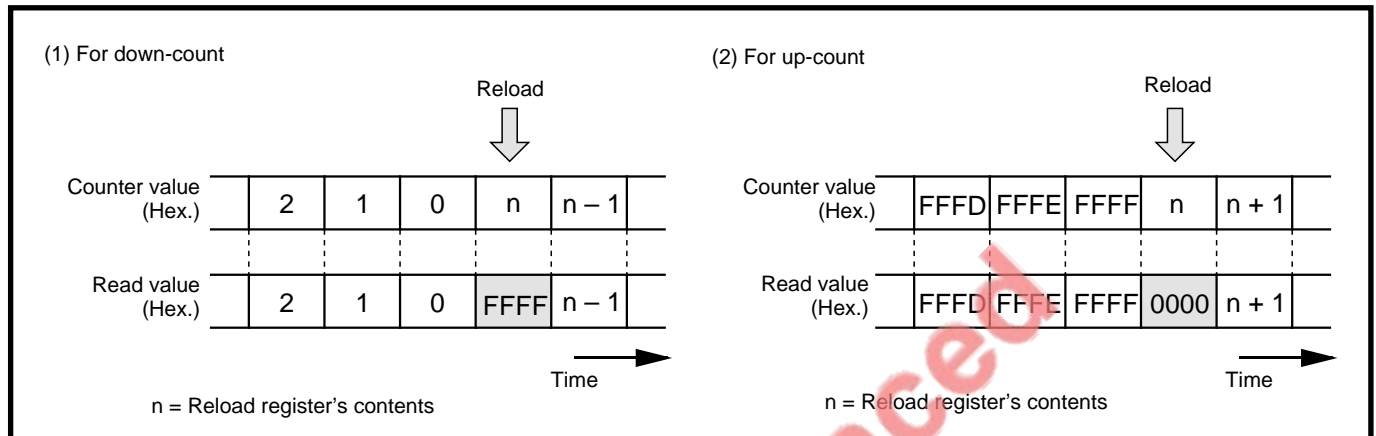 (1) For down-count
Reload
Counter value
(Hex.)
2 1 0 n n – 1
Read value
(Hex.)
2 1 0 FFFF n – 1
Time
n = Reload register's contents
(2) For up-count
Reload
Counter value
(Hex.)
FFFD FFFE FFFF n n + 1
Read value
(Hex.)
FFFD FFFE FFFF 0000 n + 1
Time
n = Reload register's contents